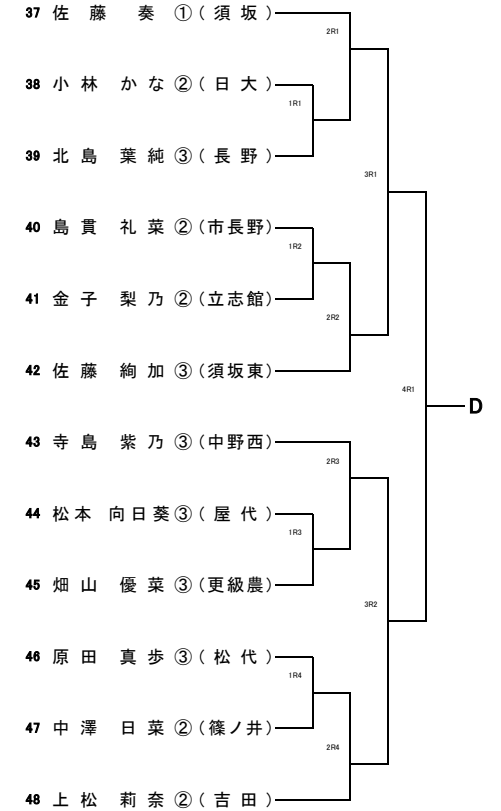 37 佐藤 奏 ①(須坂)
2R1
38 小林 かな ②(日大)
1R1
39 北島 葉純 ③(長野)
3R1
40 島貫 礼菜 ②(市長野)
1R2
41 金子 梨乃 ②(立志館)
2R2
42 佐藤 絢加 ③(須坂東)
4R1
D
43 寺島 紫乃 ③(中野西)
2R3
44 松本 向日葵 ③(屋代)
1R3
45 畑山 優菜 ③(更級農)
3R2
46 原田 真歩 ③(松代)
1R4
47 中澤 日菜 ②(篠ノ井)
2R4
48 上松 莉奈 ②(吉田)